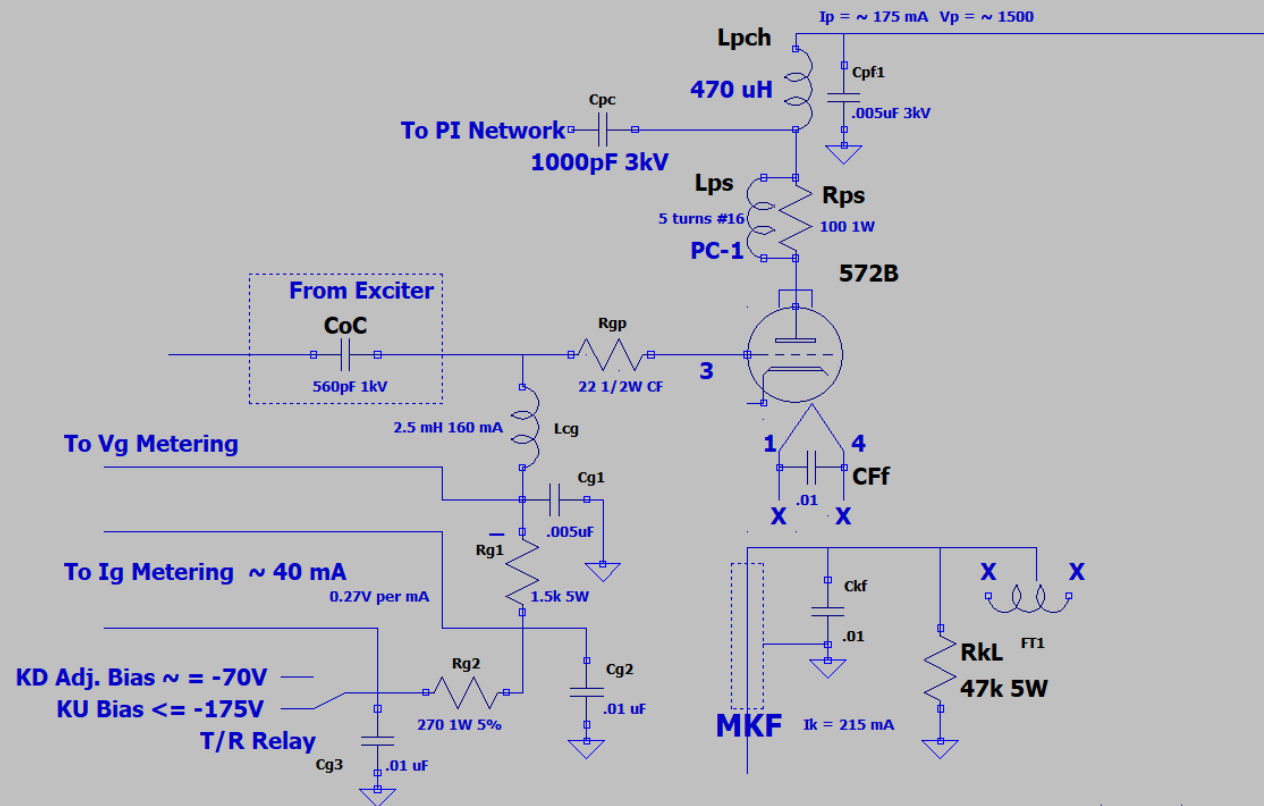 Ip = ~ 175 mA Vp = ~ 1500
Lpch
470 uH
Cpf1
.005uF 3kV
Cpc
To PI Network
1000pF 3kV
Lps
Rps
5 turns #16
100 1W
PC-1
572B
From Exciter
CoC
560pF 1kV
Rgp
22 1/2W CF
3
2.5 mH 160 mA
Lcg
To Vg Metering
1
4
Cg1
CFf
.01
.005uF
X
X
Rg1
To Ig Metering ~ 40 mA
0.27V per mA
1.5k 5W
Ckf
.01
X
X
FT1
RkL
47k 5W
KD Adj. Bias ~ = -70V
KU Bias <= -175V
T/R Relay
Rg2
270 1W 5%
Cg2
.01 uF
Cg3
.01 uF
MKF
Ik = 215 mA